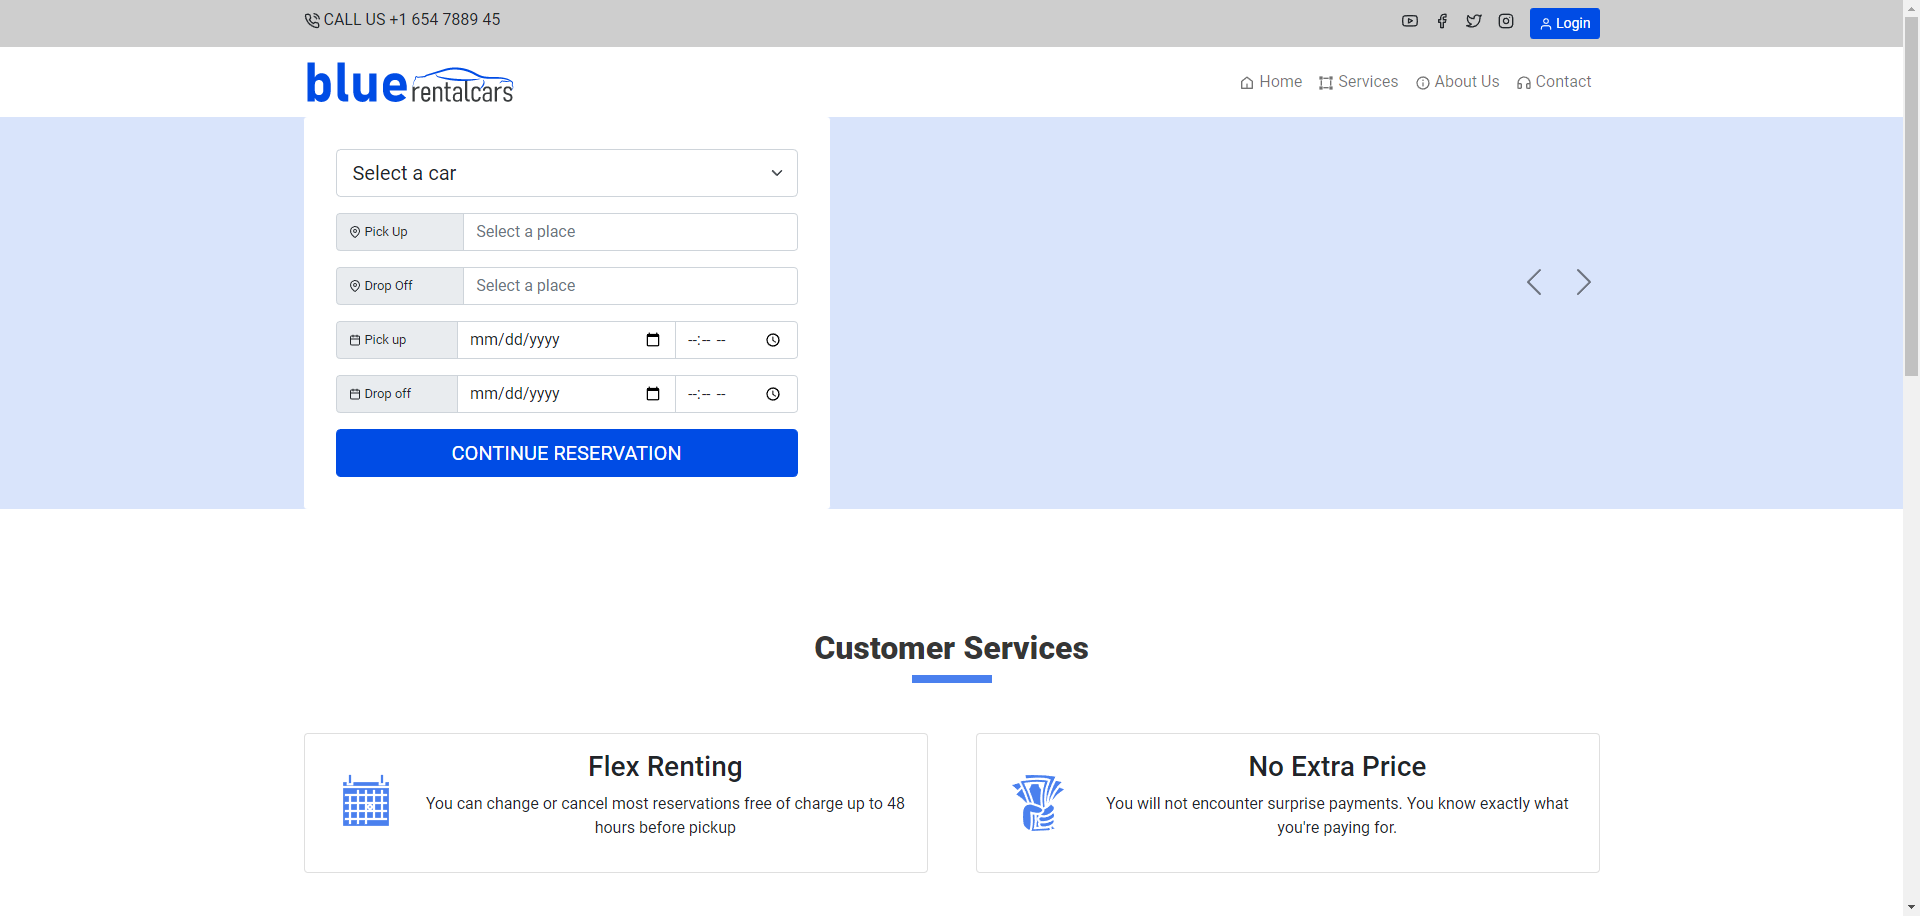 CALL US +1 654 7889 45
Login
blue rentalcars
Home Services About Us Contact
Select a car
Pick Up Select a place
Drop Off Select a place
Pick up mm/dd/yyyy --:-- --
Drop off mm/dd/yyyy --:-- --
CONTINUE RESERVATION
Customer Services
Flex Renting
You can change or cancel most reservations free of charge up to 48
hours before pickup
No Extra Price
You will not encounter surprise payments. You know exactly what
you're paying for.